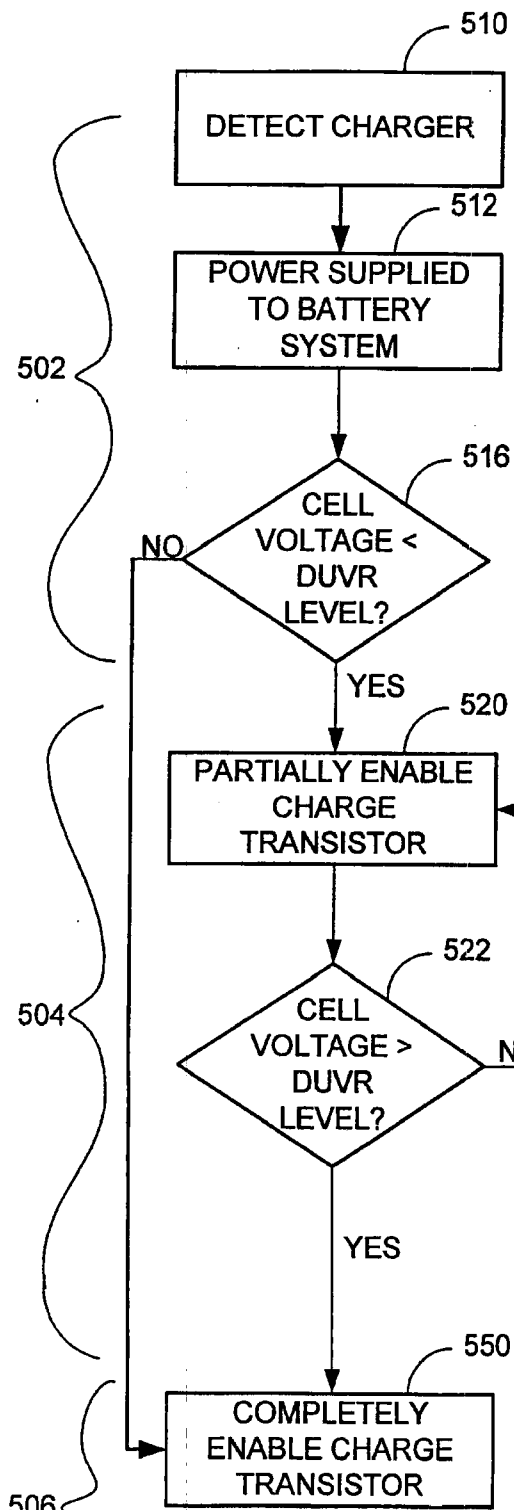 510
DETECT CHARGER
512
POWER SUPPLIED
TO BATTERY
SYSTEM
502
516
CELL
VOLTAGE <
DUVR
LEVEL?
NO
YES
520
PARTIALLY ENABLE
CHARGE
TRANSISTOR
522
CELL
VOLTAGE >
DUVR
LEVEL?
N
504
YES
550
COMPLETELY
ENABLE CHARGE
TRANSISTOR
506